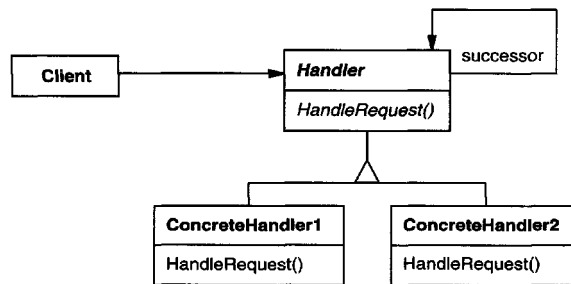 Client
Handler
successor
HandleRequest()
ConcreteHandler1
HandleRequest()
ConcreteHandler2
HandleRequest()